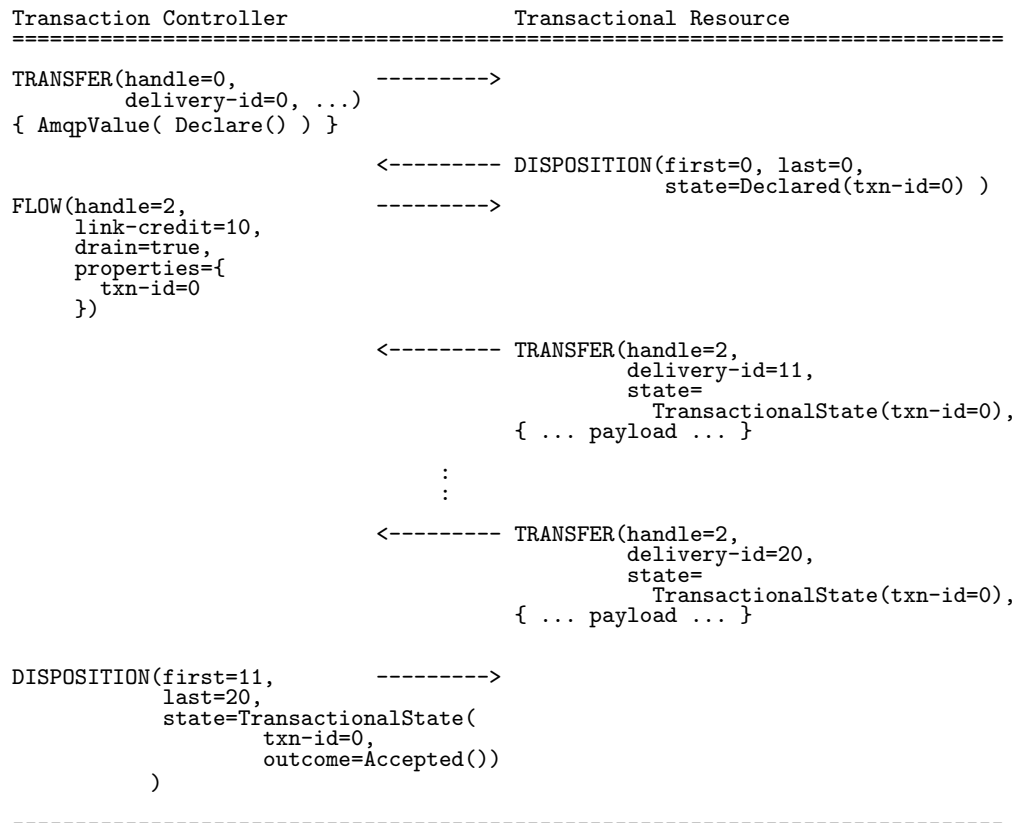 Transaction Controller                Transactional Resource
===============================================================================
TRANSFER(handle=0,           --------->
         delivery-id=0, ...)
{ AmqpValue( Declare() ) }
                             <--------- DISPOSITION(first=0, last=0,
                                                    state=Declared(txn-id=0) )
FLOW(handle=2,               --------->
     link-credit=10,
     drain=true,
     properties={
       txn-id=0
     })
                             <--------- TRANSFER(handle=2,
                                                 delivery-id=11,
                                                 state=
                                                   TransactionalState(txn-id=0),
                                        { ... payload ... }
                                  :
                                  :
                             <--------- TRANSFER(handle=2,
                                                 delivery-id=20,
                                                 state=
                                                   TransactionalState(txn-id=0),
                                        { ... payload ... }
DISPOSITION(first=11,        --------->
            last=20,
            state=TransactionalState(
                    txn-id=0,
                    outcome=Accepted())
           )
-------------------------------------------------------------------------------